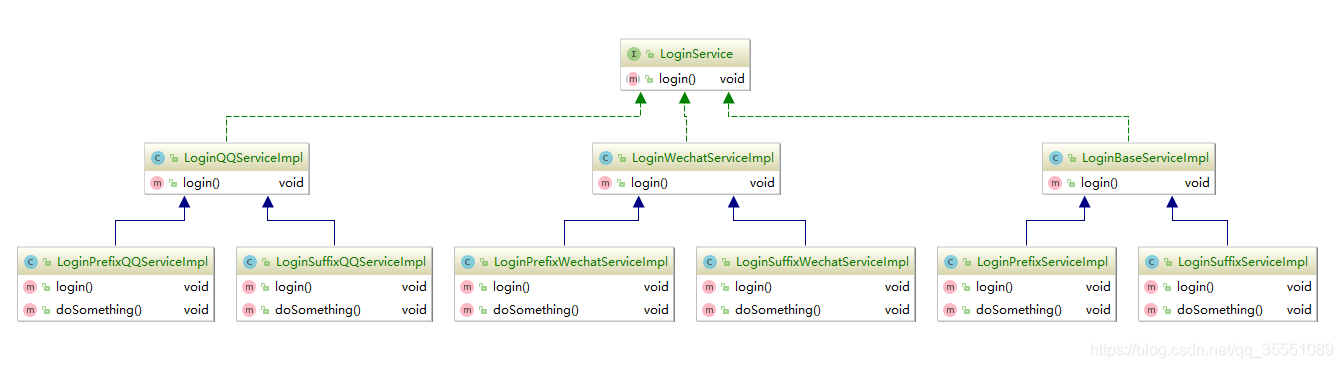 LoginService
login() void
LoginQQServiceImpl
login() void
LoginWechatServiceImpl
login() void
LoginBaseServiceImpl
login() void
LoginPrefixQQServiceImpl
login() void
doSomething() void
LoginSuffixQQServiceImpl
login() void
doSomething() void
LoginPrefixWechatServiceImpl
login() void
doSomething() void
LoginSuffixWechatServiceImpl
login() void
doSomething() void
LoginPrefixServiceImpl
login() void
doSomething() void
LoginSuffixServiceImpl
login() void
doSomething() void
https://blog.csdn.net/qq_35551089